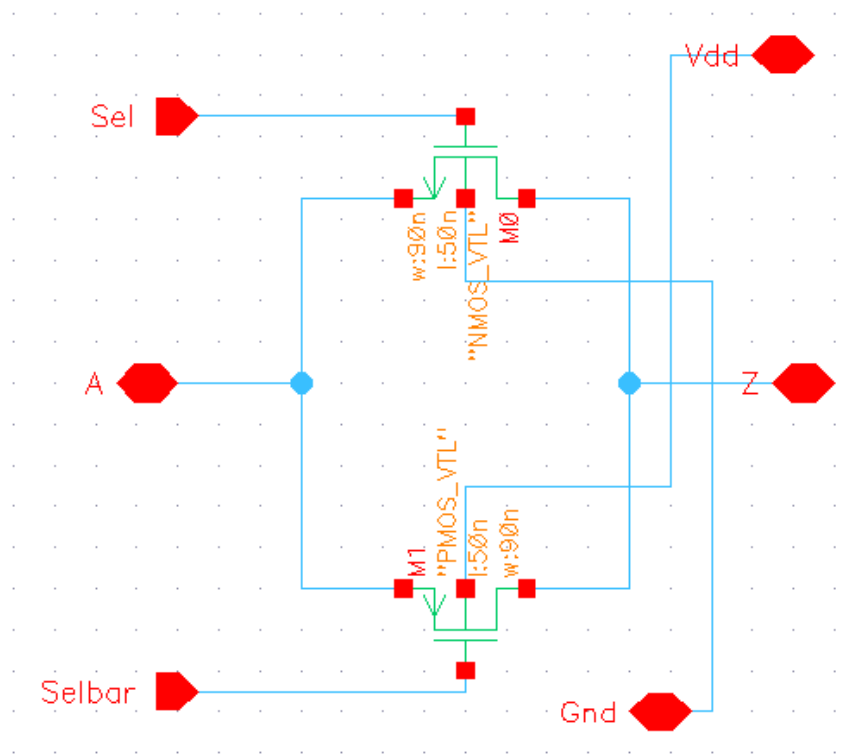 Vdd
Sel
w:90n
l:50n
"NMOS_VTL"
M0
A
Z
M1
"PMOS_VTL"
l:50n
w:90n
Selbar
Gnd